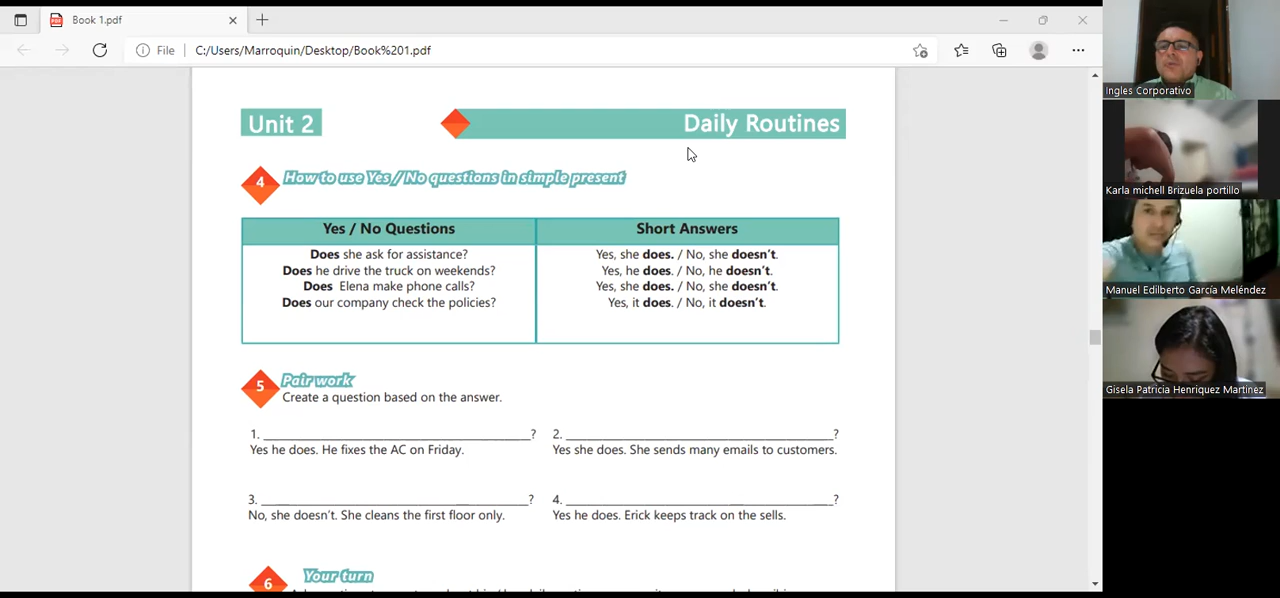 Book 1.pdf
File
C:/Users/Marroquin/Desktop/Book%201.pdf
Unit 2
Daily Routines
4 How to use Yes / No questions in simple present
Yes / No Questions
Short Answers
Does she ask for assistance?
Yes, she does. / No, she doesn't.
Does he drive the truck on weekends?
Yes, he does. / No, he doesn't.
Does Elena make phone calls?
Yes, she does. / No, she doesn't.
Does our company check the policies?
Yes, it does. / No, it doesn't.
5 Pair work
Create a question based on the answer.
1. ______________________________?
Yes he does. He fixes the AC on Friday.
2. ______________________________?
Yes she does. She sends many emails to customers.
3. ______________________________?
No, she doesn't. She cleans the first floor only.
4. ______________________________?
Yes he does. Erick keeps track on the sells.
6 Your turn
Ingles Corporativo
Karla michell Brizuela portillo
Manuel Edilberto García Meléndez
Gisela Patricia Henriquez Martínez